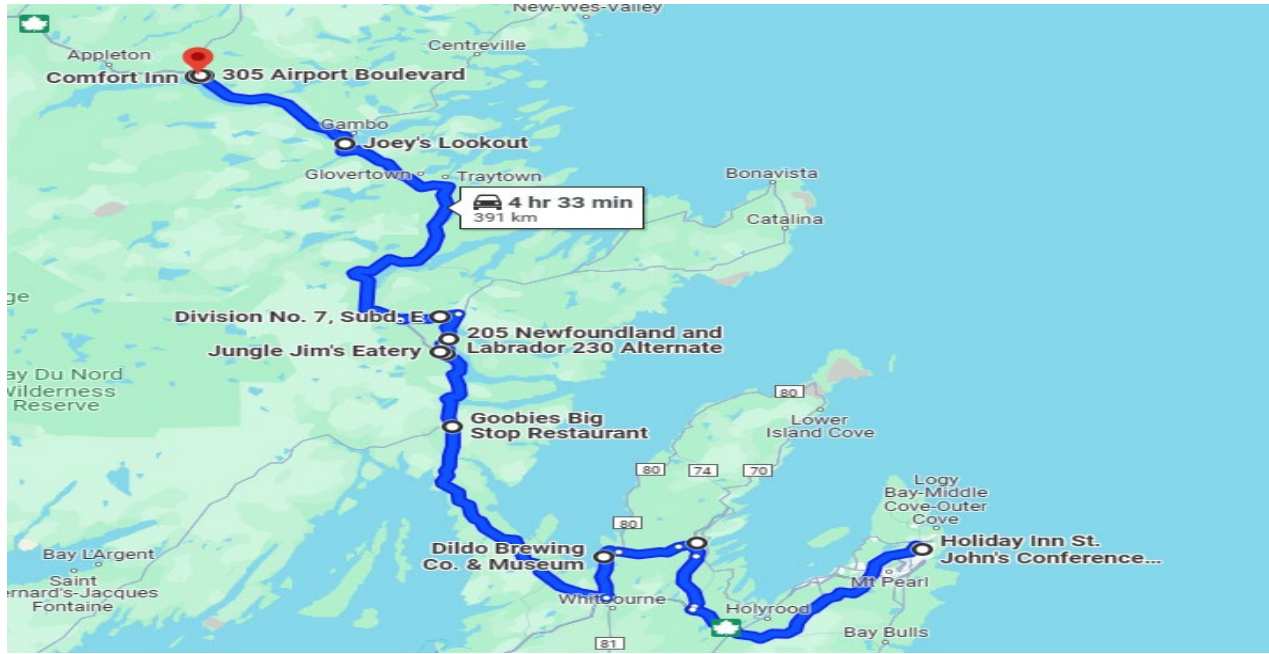 New-Wes-Valley
Appleton
Centreville
Comfort Inn
305 Airport Boulevard
Gambo
Joey's Lookout
Glovertown
Traytown
Bonavista
4 hr 33 min
391 km
Catalina
ge
Division No. 7, Subd. E
205 Newfoundland and
Labrador 230 Alternate
Jungle Jim's Eatery
ay Du Nord
Wilderness
Reserve
80
Lower
Island Cove
Goobies Big
Stop Restaurant
80
74
70
Logy
Bay-Middle
Cove-Outer
Cove
80
Bay L'Argent
Dildo Brewing
Co. & Museum
Holiday Inn St.
John's Conference...
Saint
ernard's-Jacques
Fontaine
Mt Pearl
Whitbourne
Holyrood
81
Bay Bulls